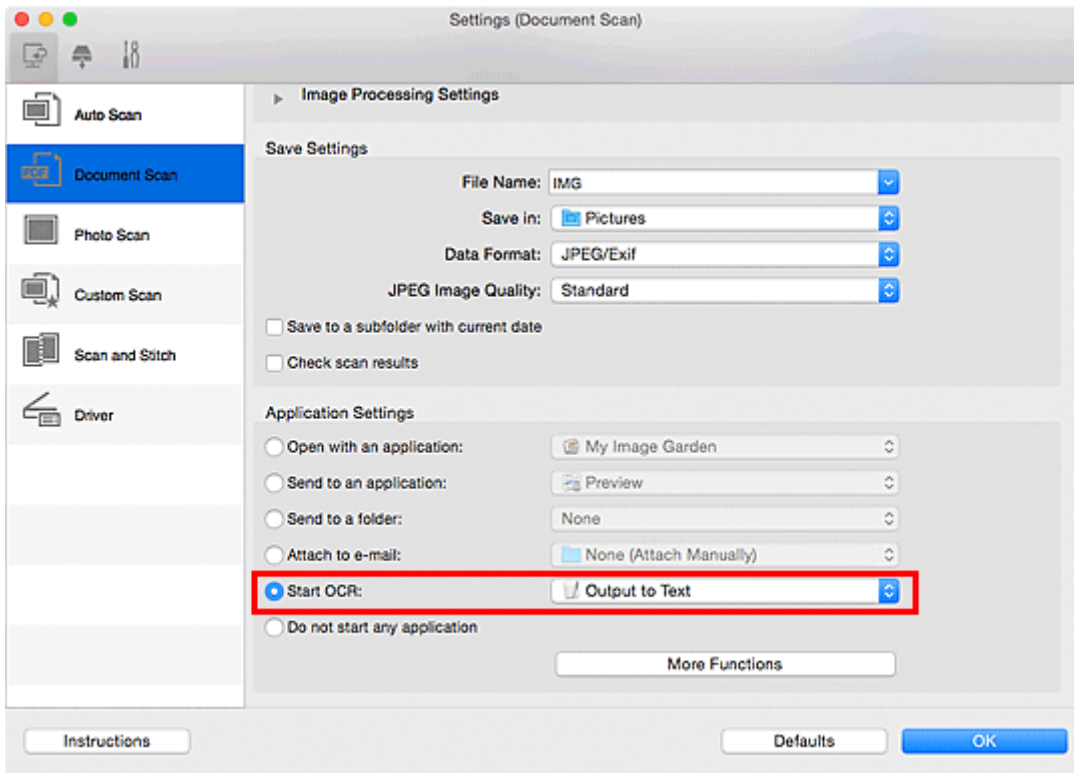 Settings (Document Scan)
Auto Scan
Document Scan
Photo Scan
Custom Scan
Scan and Stitch
Driver
Image Processing Settings
Save Settings
File Name: IMG
Save in: Pictures
Data Format: JPEG/Exif
JPEG Image Quality: Standard
Save to a subfolder with current date
Check scan results
Application Settings
Open with an application: My Image Garden
Send to an application: Preview
Send to a folder: None
Attach to e-mail: None (Attach Manually)
Start OCR: Output to Text
Do not start any application
More Functions
Instructions Defaults OK